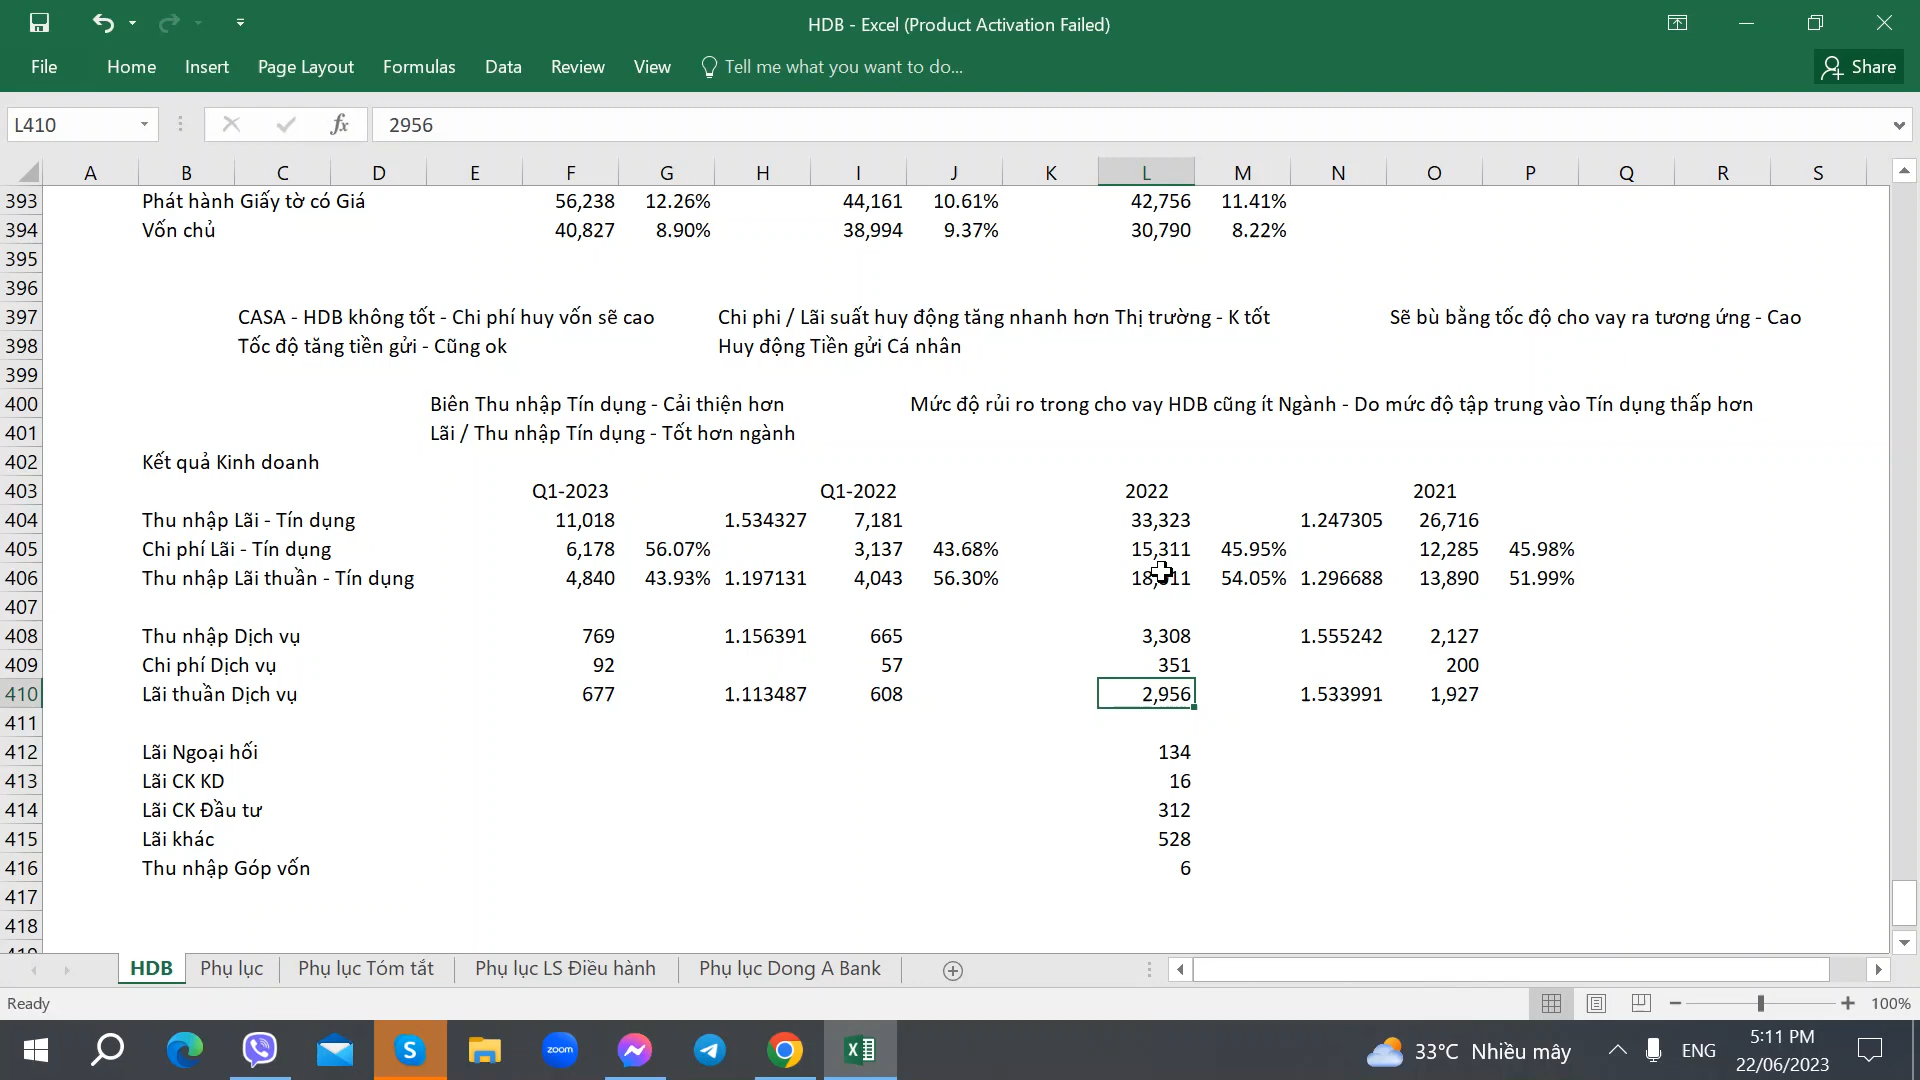 HDB - Excel (Product Activation Failed)
File Home Insert Page Layout Formulas Data Review View Tell me what you want to do... Share
L410 fx 2956
A B C D E F G H I J K L M N O P Q R S
393 Phát hành Giấy tờ có Giá 56,238 12.26% 44,161 10.61% 42,756 11.41%
394 Vốn chủ 40,827 8.90% 38,994 9.37% 30,790 8.22%
395
396
397 CASA - HDB không tốt - Chi phí huy vốn sẽ cao Chi phi / Lãi suất huy động tăng nhanh hơn Thị trường - K tốt Sẽ bù bằng tốc độ cho vay ra tương ứng - Cao
398 Tốc độ tăng tiền gửi - Cũng ok Huy động Tiền gửi Cá nhân
399
400 Biên Thu nhập Tín dụng - Cải thiện hơn Mức độ rủi ro trong cho vay HDB cũng ít Ngành - Do mức độ tập trung vào Tín dụng thấp hơn
401 Lãi / Thu nhập Tín dụng - Tốt hơn ngành
402 Kết quả Kinh doanh
403 Q1-2023 Q1-2022 2022 2021
404 Thu nhập Lãi - Tín dụng 11,018 1.534327 7,181 33,323 1.247305 26,716
405 Chi phí Lãi - Tín dụng 6,178 56.07% 3,137 43.68% 15,311 45.95% 12,285 45.98%
406 Thu nhập Lãi thuần - Tín dụng 4,840 43.93% 1.197131 4,043 56.30% 54.05% 1.296688 13,890 51.99%
407
408 Thu nhập Dịch vụ 769 1.156391 665 3,308 1.555242 2,127
409 Chi phí Dịch vụ 92 57 351 200
410 Lãi thuần Dịch vụ 677 1.113487 608 2,956 1.533991 1,927
411
412 Lãi Ngoại hối 134
413 Lãi CK KD 16
414 Lãi CK Đầu tư 312
415 Lãi khác 528
416 Thu nhập Góp vốn 6
417
418
HDB Phụ lục Phụ lục Tóm tắt Phụ lục LS Điều hành Phụ lục Dong A Bank
Ready 100%
zoom 33°C Nhiều mây ENG 5:11 PM
22/06/2023